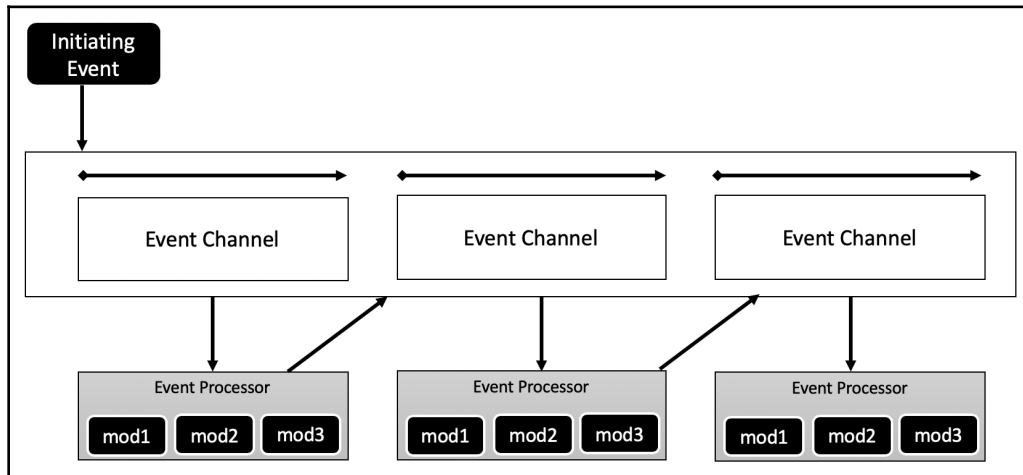 Initiating
Event
Event Channel
Event Channel
Event Channel
Event Processor
mod1 mod2 mod3
Event Processor
mod1 mod2 mod3
Event Processor
mod1 mod2 mod3